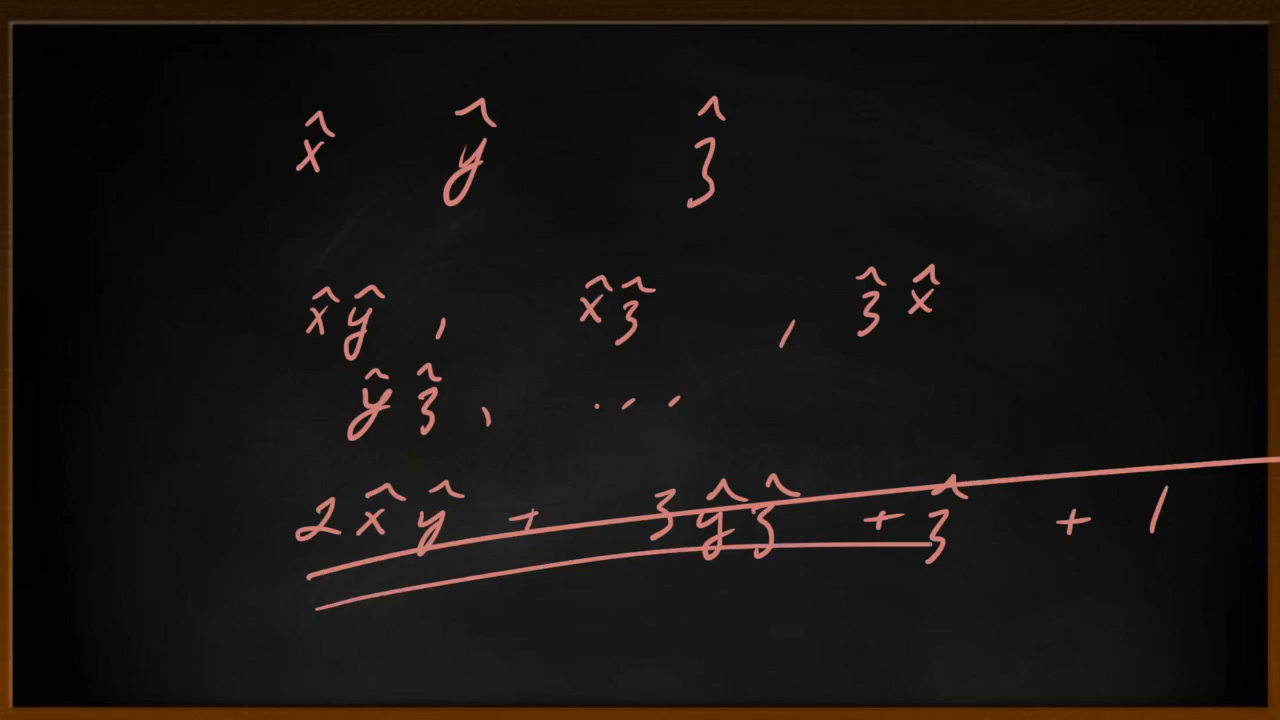 x̂ ŷ ẑ
x̂ŷ , x̂ẑ , ẑx̂
ŷẑ , ...
2x̂ŷ + 3ŷẑ + ẑ + 1